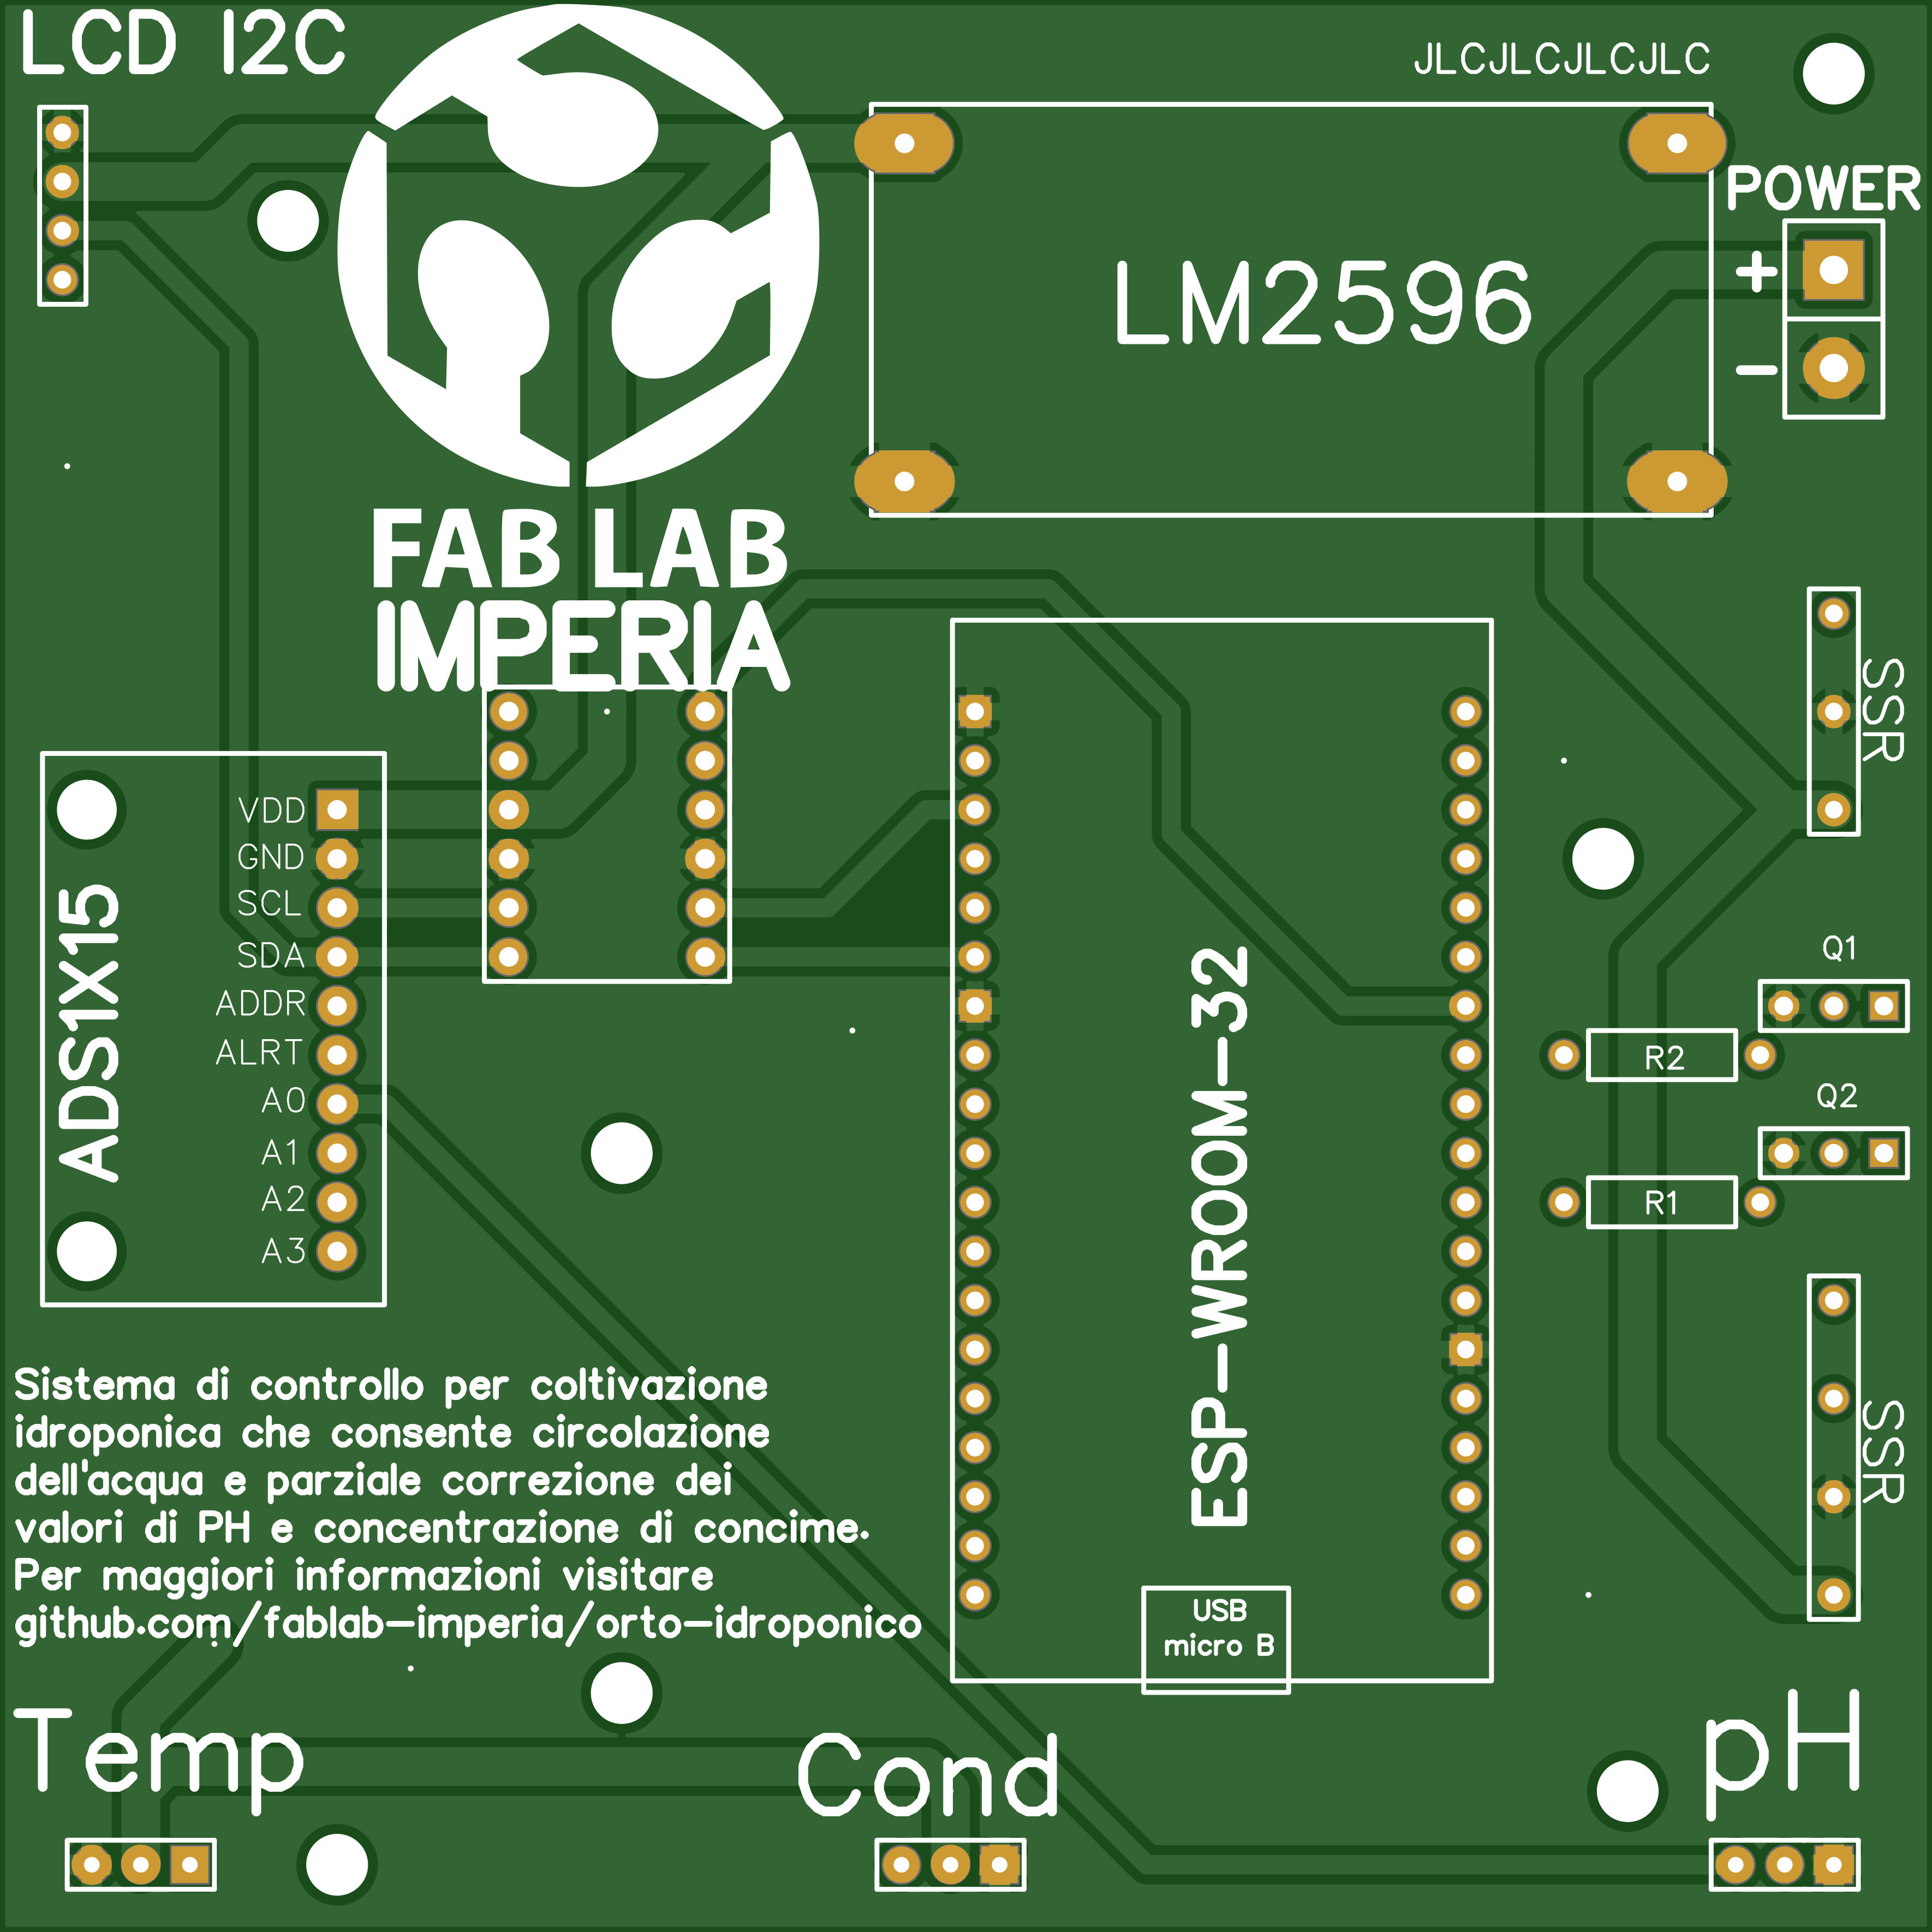 LCD I2C
JLCJLCJLCJLC
POWER
+
LM2596
-
FAB LAB
IMPERIA
SSR
VDD
GND
SCL
SDA
ADDR
ALRT
A0
A1
A2
A3
ADS1X15
ESP-WROOM-32
Q1
R2
Q2
R1
SSR
Sistema di controllo per coltivazione
idroponica che consente circolazione
dell'acqua e parziale correzione dei
valori di PH e concentrazione di concime.
Per maggiori informazioni visitare
github.com/fablab-imperia/orto-idroponico
USB
micro B
Temp
Cond
pH